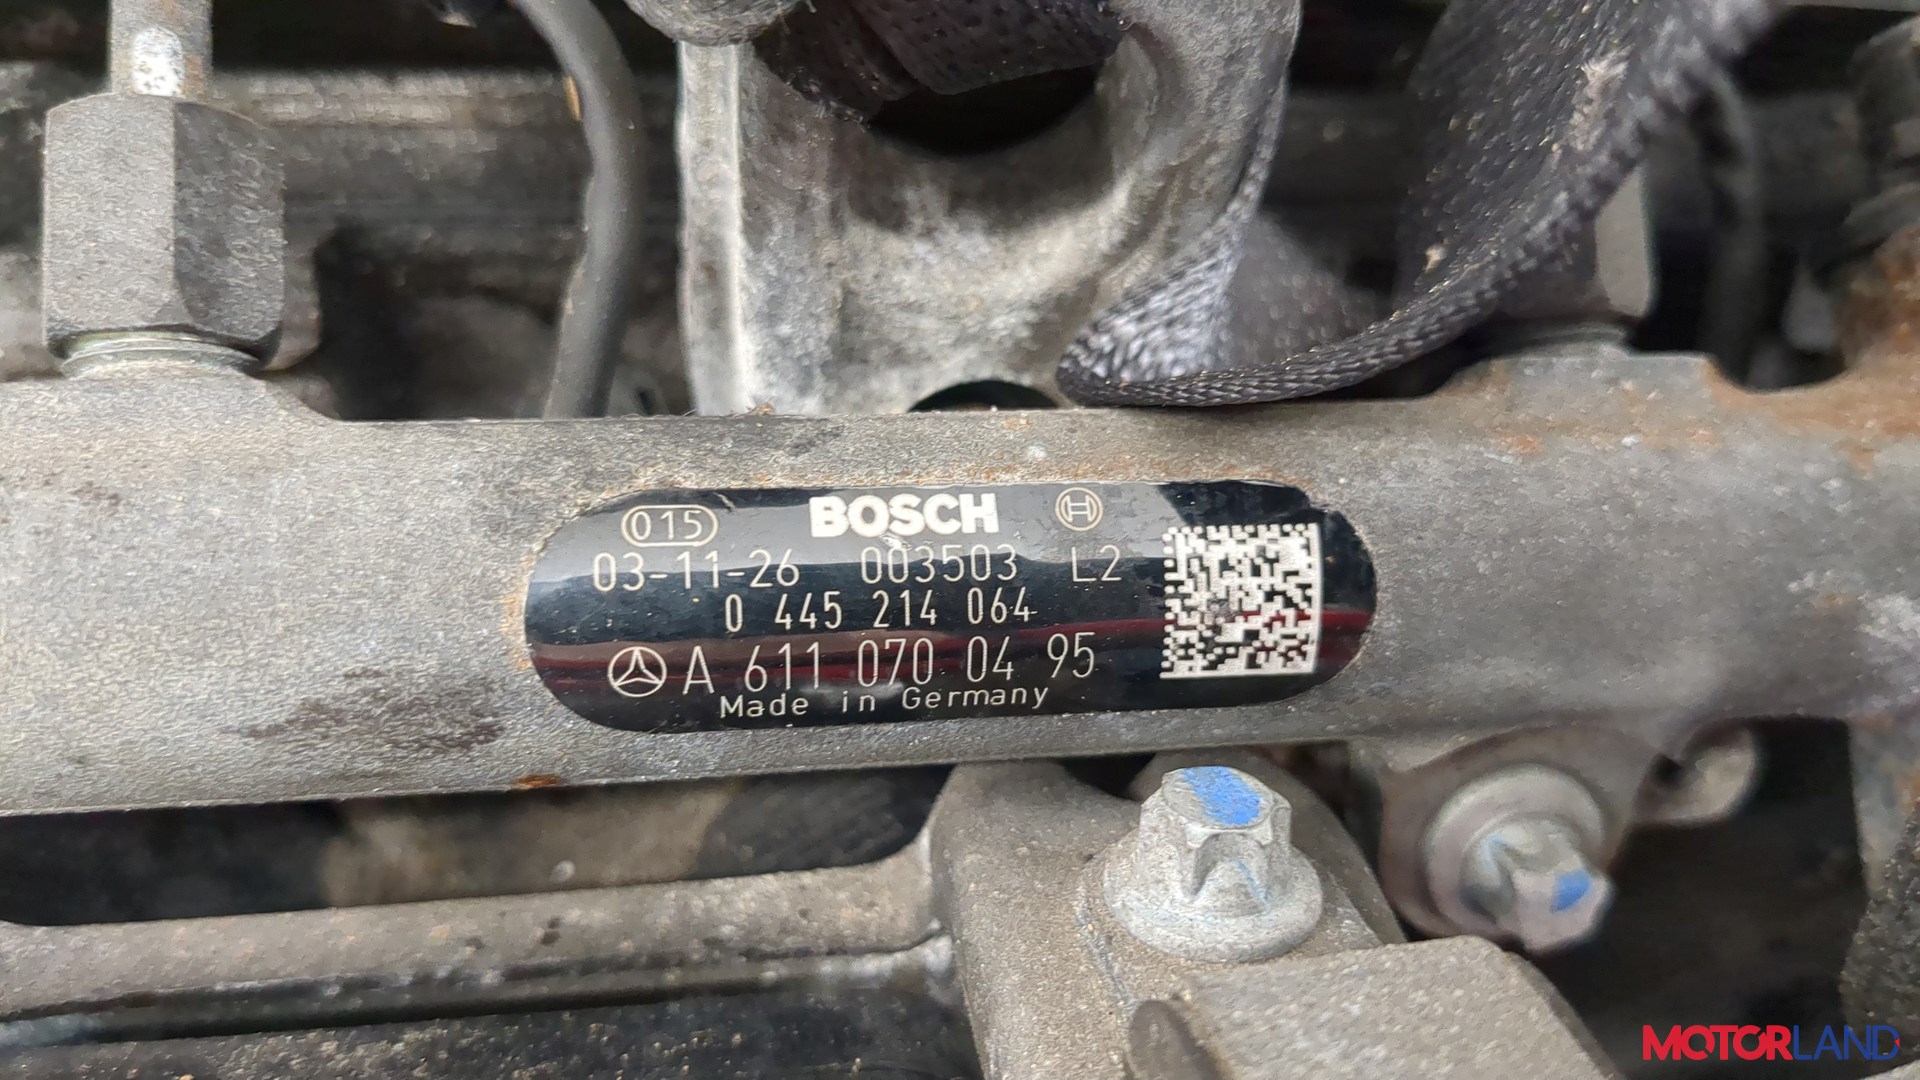 015 BOSCH
03-11-26 003503 L2
0 445 214 064
A 611 070 04 95
Made in Germany
MOTORLAND